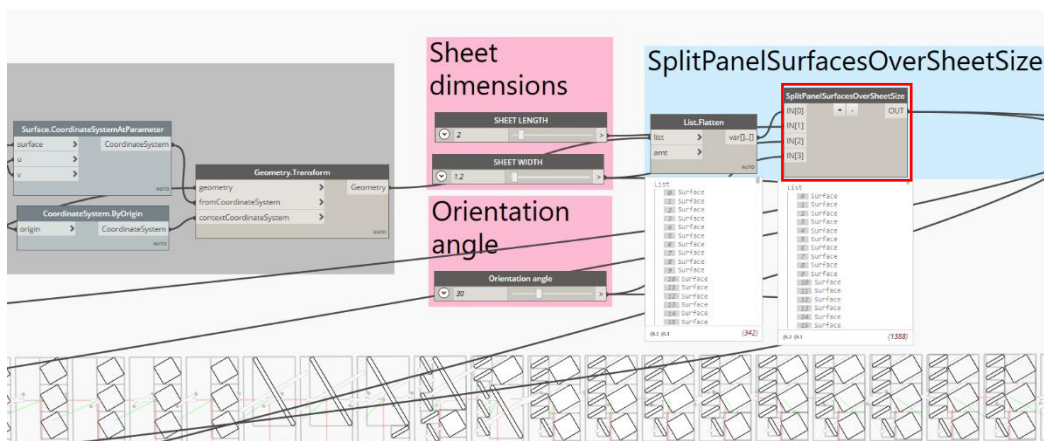 Sheet
dimensions
SplitPanelSurfacesOverSheetSize
Surface.CoordinateSystemAtParameter
surface > CoordinateSystem
u >
v >
AUTO
CoordinateSystem.ByOrigin
origin > CoordinateSystem
AUTO
Geometry.Transform
geometry > Geometry
fromCoordinateSystem >
contextCoordinateSystem >
AUTO
SHEET LENGTH
2 >
SHEET WIDTH
1.2 >
Orientation
angle
Orientation angle
30 >
List.Flatten
list > var[]..[]
amt >
AUTO
List
0 Surface
1 Surface
2 Surface
3 Surface
4 Surface
5 Surface
6 Surface
7 Surface
8 Surface
9 Surface
10 Surface
11 Surface
12 Surface
13 Surface
14 Surface
15 Surface
@L2 @L1 {342}
SplitPanelSurfacesOverSheetSize
IN[0] + - OUT
IN[1]
IN[2]
IN[3]
List
0 Surface
1 Surface
2 Surface
3 Surface
4 Surface
5 Surface
6 Surface
7 Surface
8 Surface
9 Surface
10 Surface
11 Surface
12 Surface
13 Surface
14 Surface
15 Surface
@L2 @L1 {1388}